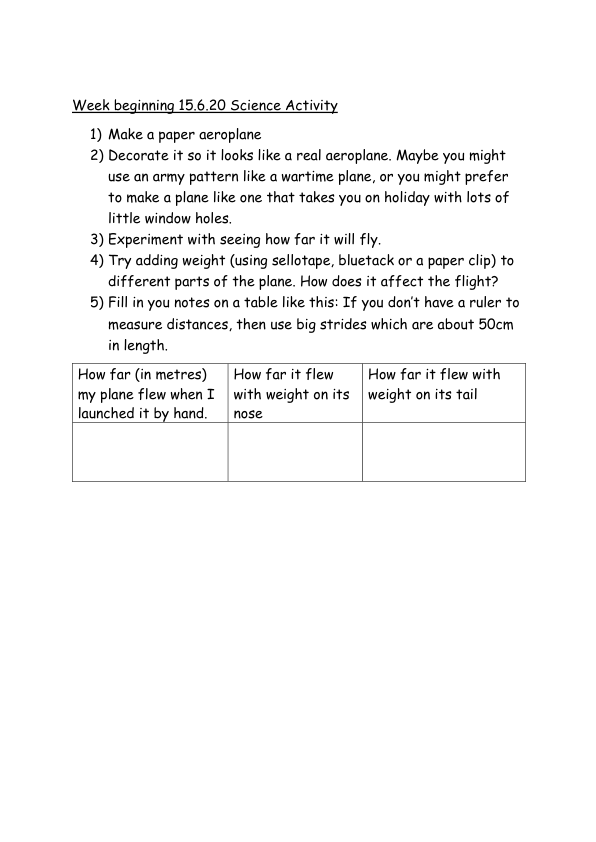 Week beginning 15.6.20 Science Activity
1) Make a paper aeroplane
2) Decorate it so it looks like a real aeroplane. Maybe you might
use an army pattern like a wartime plane, or you might prefer
to make a plane like one that takes you on holiday with lots of
little window holes.
3) Experiment with seeing how far it will fly.
4) Try adding weight (using sellotape, bluetack or a paper clip) to
different parts of the plane. How does it affect the flight?
5) Fill in you notes on a table like this: If you don't have a ruler to
measure distances, then use big strides which are about 50cm
in length.
How far (in metres)
my plane flew when I
launched it by hand.
How far it flew
with weight on its
nose
How far it flew with
weight on its tail